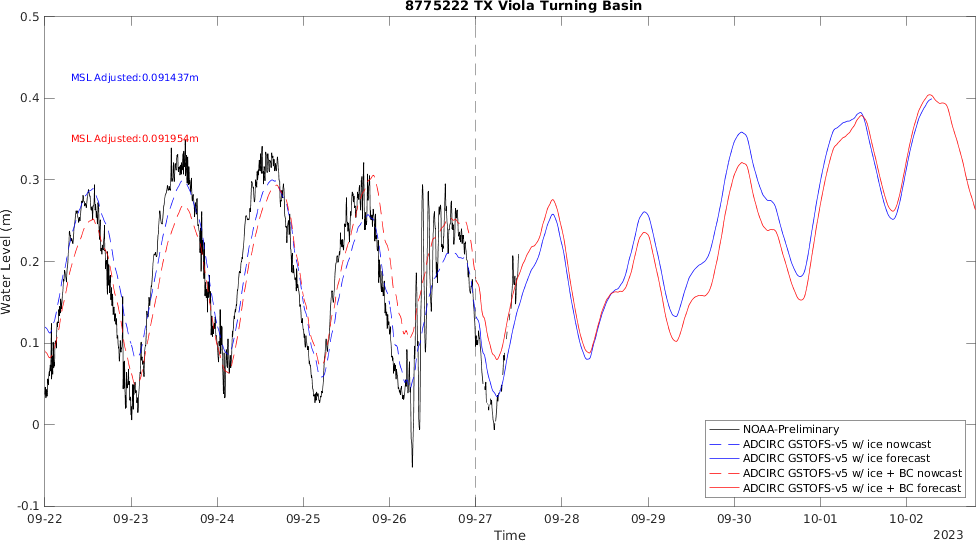 8775222 TX Viola Turning Basin
0.5
0.4
0.3
0.2
0.1
0
-0.1
Water Level (m)
MSL Adjusted:0.091437m
MSL Adjusted:0.091954m
NOAA-Preliminary
ADCIRC GSTOFS-v5 w/ ice nowcast
ADCIRC GSTOFS-v5 w/ ice forecast
ADCIRC GSTOFS-v5 w/ ice + BC nowcast
ADCIRC GSTOFS-v5 w/ ice + BC forecast
09-22 09-23 09-24 09-25 09-26 09-27 09-28 09-29 09-30 10-01 10-02
Time
2023